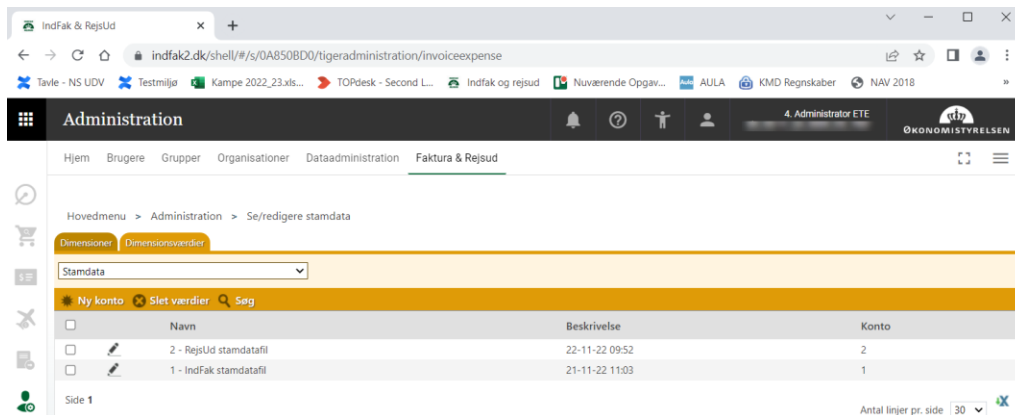 IndFak & RejsUd
indfak2.dk/shell/#/s/0A850BD0/tigeradministration/invoiceexpense
Tavle - NS UDV Testmiljø Kampe 2022_23.xls... TOPdesk - Second L... Indfak og rejsud Nuværende Opgav... AULA KMD Regnskaber NAV 2018 »
Administration 4. Administrator ETE ØKONOMISTYRELSEN
Hjem Brugere Grupper Organisationer Dataadministration Faktura & Rejsud
Hovedmenu > Administration > Se/redigere stamdata
Dimensioner Dimensionsværdier
Stamdata
Ny konto Slet værdier Søg
Navn Beskrivelse Konto
2 - RejsUd stamdatafil 22-11-22 09:52 2
1 - IndFak stamdatafil 21-11-22 11:03 1
Side 1
Antal linjer pr. side 30